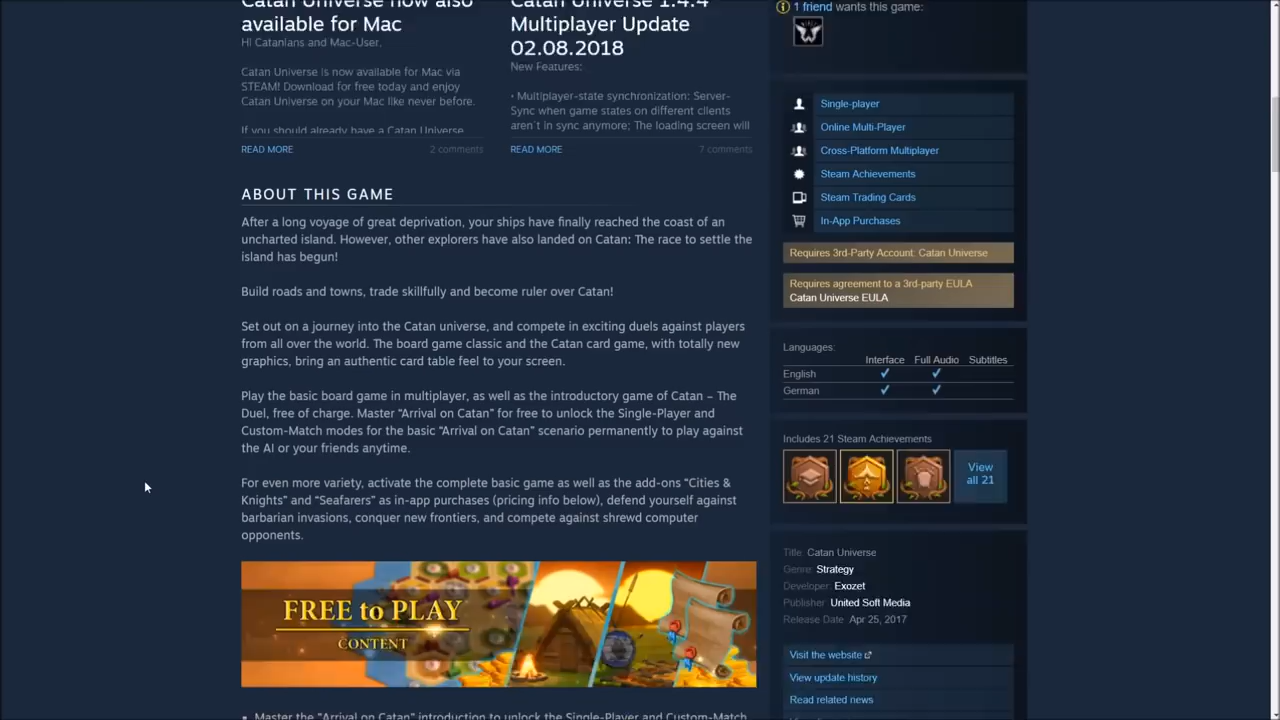 Catan Universe now also
available for Mac
Hi Catanians and Mac-User,
Catan Universe is now available for Mac via
STEAM! Download for free today and enjoy
Catan Universe on your Mac like never before.
If you should already have a Catan Universe
READ MORE
2 comments
Catan Universe 1.4.4
Multiplayer Update
02.08.2018
New Features:
• Multiplayer-state synchronization: Server-
Sync when game states on different clients
aren´t in sync anymore; The loading screen will
READ MORE
7 comments
ABOUT THIS GAME
After a long voyage of great deprivation, your ships have finally reached the coast of an
uncharted island. However, other explorers have also landed on Catan: The race to settle the
island has begun!
Build roads and towns, trade skillfully and become ruler over Catan!
Set out on a journey into the Catan universe, and compete in exciting duels against players
from all over the world. The board game classic and the Catan card game, with totally new
graphics, bring an authentic card table feel to your screen.
Play the basic board game in multiplayer, as well as the introductory game of Catan – The
Duel, free of charge. Master “Arrival on Catan” for free to unlock the Single-Player and
Custom-Match modes for the basic “Arrival on Catan” scenario permanently to play against
the AI or your friends anytime.
For even more variety, activate the complete basic game as well as the add-ons “Cities &
Knights” and “Seafarers” as in-app purchases (pricing info below), defend yourself against
barbarian invasions, conquer new frontiers, and compete against shrewd computer
opponents.
FREE to PLAY
CONTENT
• Master the “Arrival on Catan” introduction to unlock the Single-Player and Custom-Match
1 friend wants this game:
Single-player
Online Multi-Player
Cross-Platform Multiplayer
Steam Achievements
Steam Trading Cards
In-App Purchases
Requires 3rd-Party Account: Catan Universe
Requires agreement to a 3rd-party EULA
Catan Universe EULA
Languages:
Interface Full Audio Subtitles
English ✔ ✔
German ✔ ✔
Includes 21 Steam Achievements
View
all 21
Title: Catan Universe
Genre: Strategy
Developer: Exozet
Publisher: United Soft Media
Release Date: Apr 25, 2017
Visit the website
View update history
Read related news